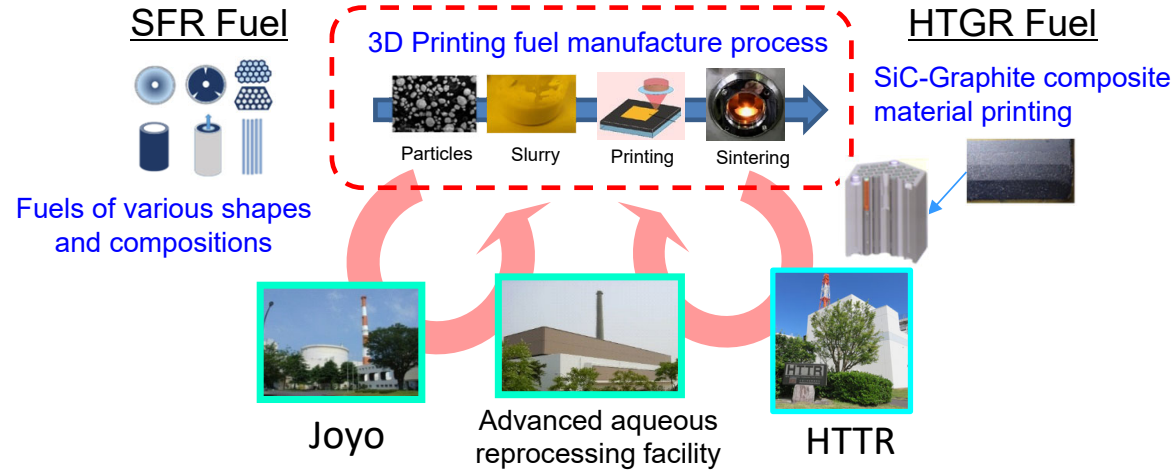 SFR Fuel
3D Printing fuel manufacture process
HTGR Fuel
SiC-Graphite composite
material printing
Particles
Slurry
Printing
Sintering
Fuels of various shapes
and compositions
HTTR
Joyo
Advanced aqueous
reprocessing facility
HTTR